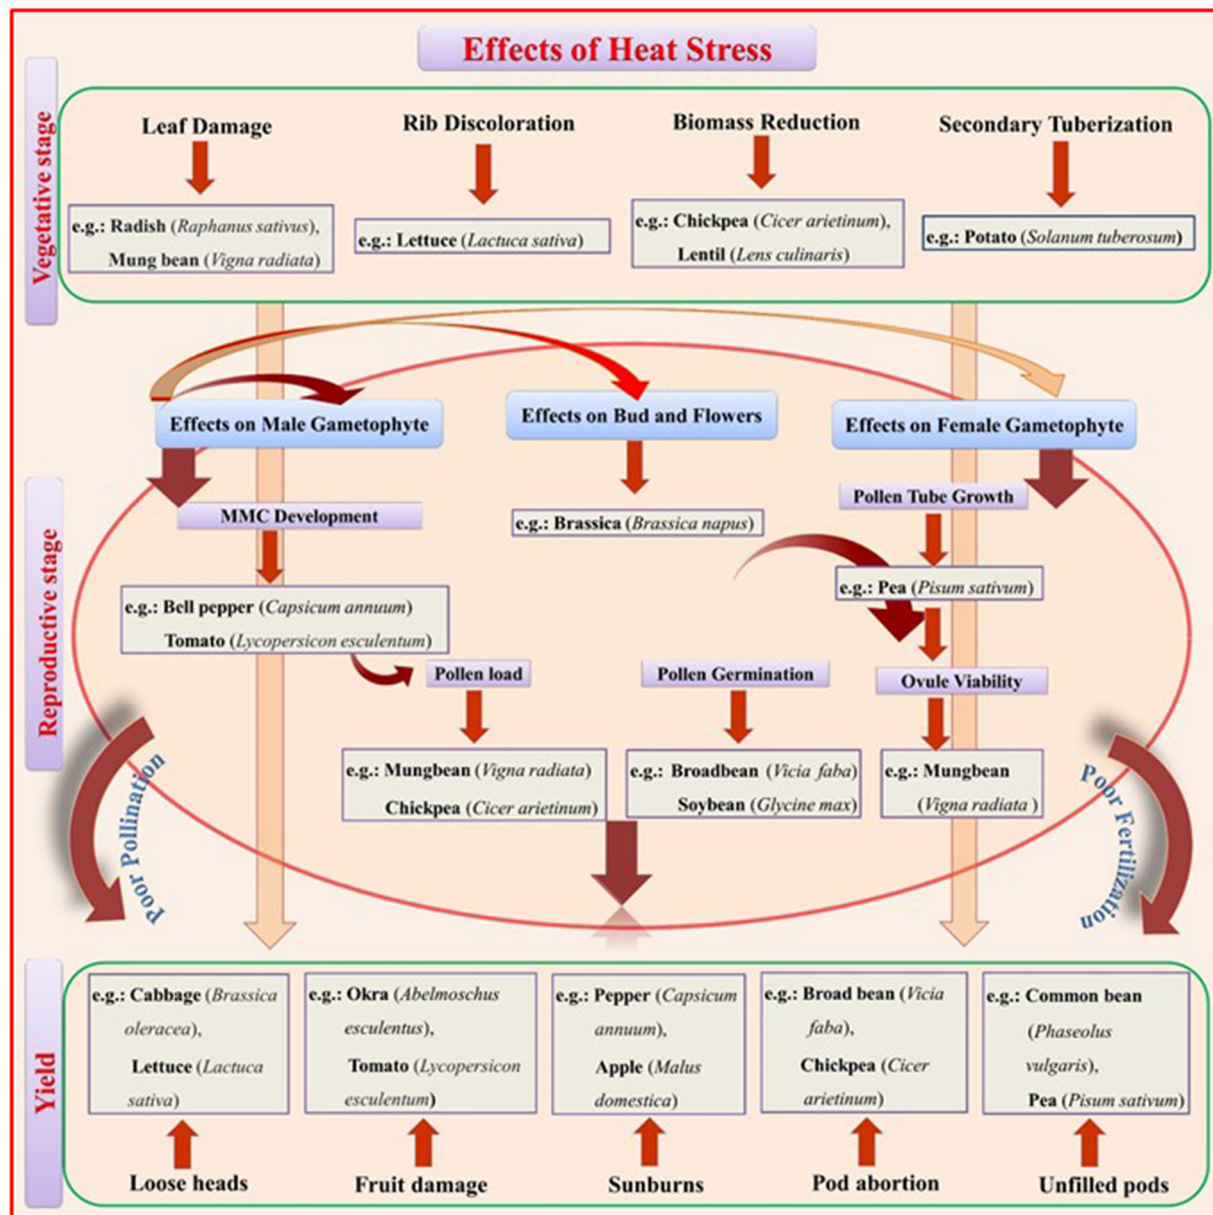 Effects of Heat Stress
Vegetative stage
Leaf Damage
e.g.: Radish (Raphanus sativus),
Mung bean (Vigna radiata)
Rib Discoloration
e.g.: Lettuce (Lactuca sativa)
Biomass Reduction
e.g.: Chickpea (Cicer arietinum),
Lentil (Lens culinaris)
Secondary Tuberization
e.g.: Potato (Solanum tuberosum)
Reproductive stage
Effects on Male Gametophyte
Effects on Bud and Flowers
Effects on Female Gametophyte
MMC Development
e.g.: Bell pepper (Capsicum annuum)
Tomato (Lycopersicon esculentum)
e.g.: Brassica (Brassica napus)
Pollen Tube Growth
e.g.: Pea (Pisum sativum)
Pollen load
e.g.: Mungbean (Vigna radiata)
Chickpea (Cicer arietinum)
Pollen Germination
e.g.: Broadbean (Vicia faba)
Soybean (Glycine max)
Ovule Viability
e.g.: Mungbean
(Vigna radiata )
Poor Pollination
Poor Fertilization
Yield
e.g.: Cabbage (Brassica
oleracea),
Lettuce (Lactuca
sativa)
Loose heads
e.g.: Okra (Abelmoschus
esculentus),
Tomato (Lycopersicon
esculentum)
Fruit damage
e.g.: Pepper (Capsicum
annuum),
Apple (Malus
domestica)
Sunburns
e.g.: Broad bean (Vicia
faba),
Chickpea (Cicer
arietinum)
Pod abortion
e.g.: Common bean
(Phaseolus
vulgaris),
Pea (Pisum sativum)
Unfilled pods